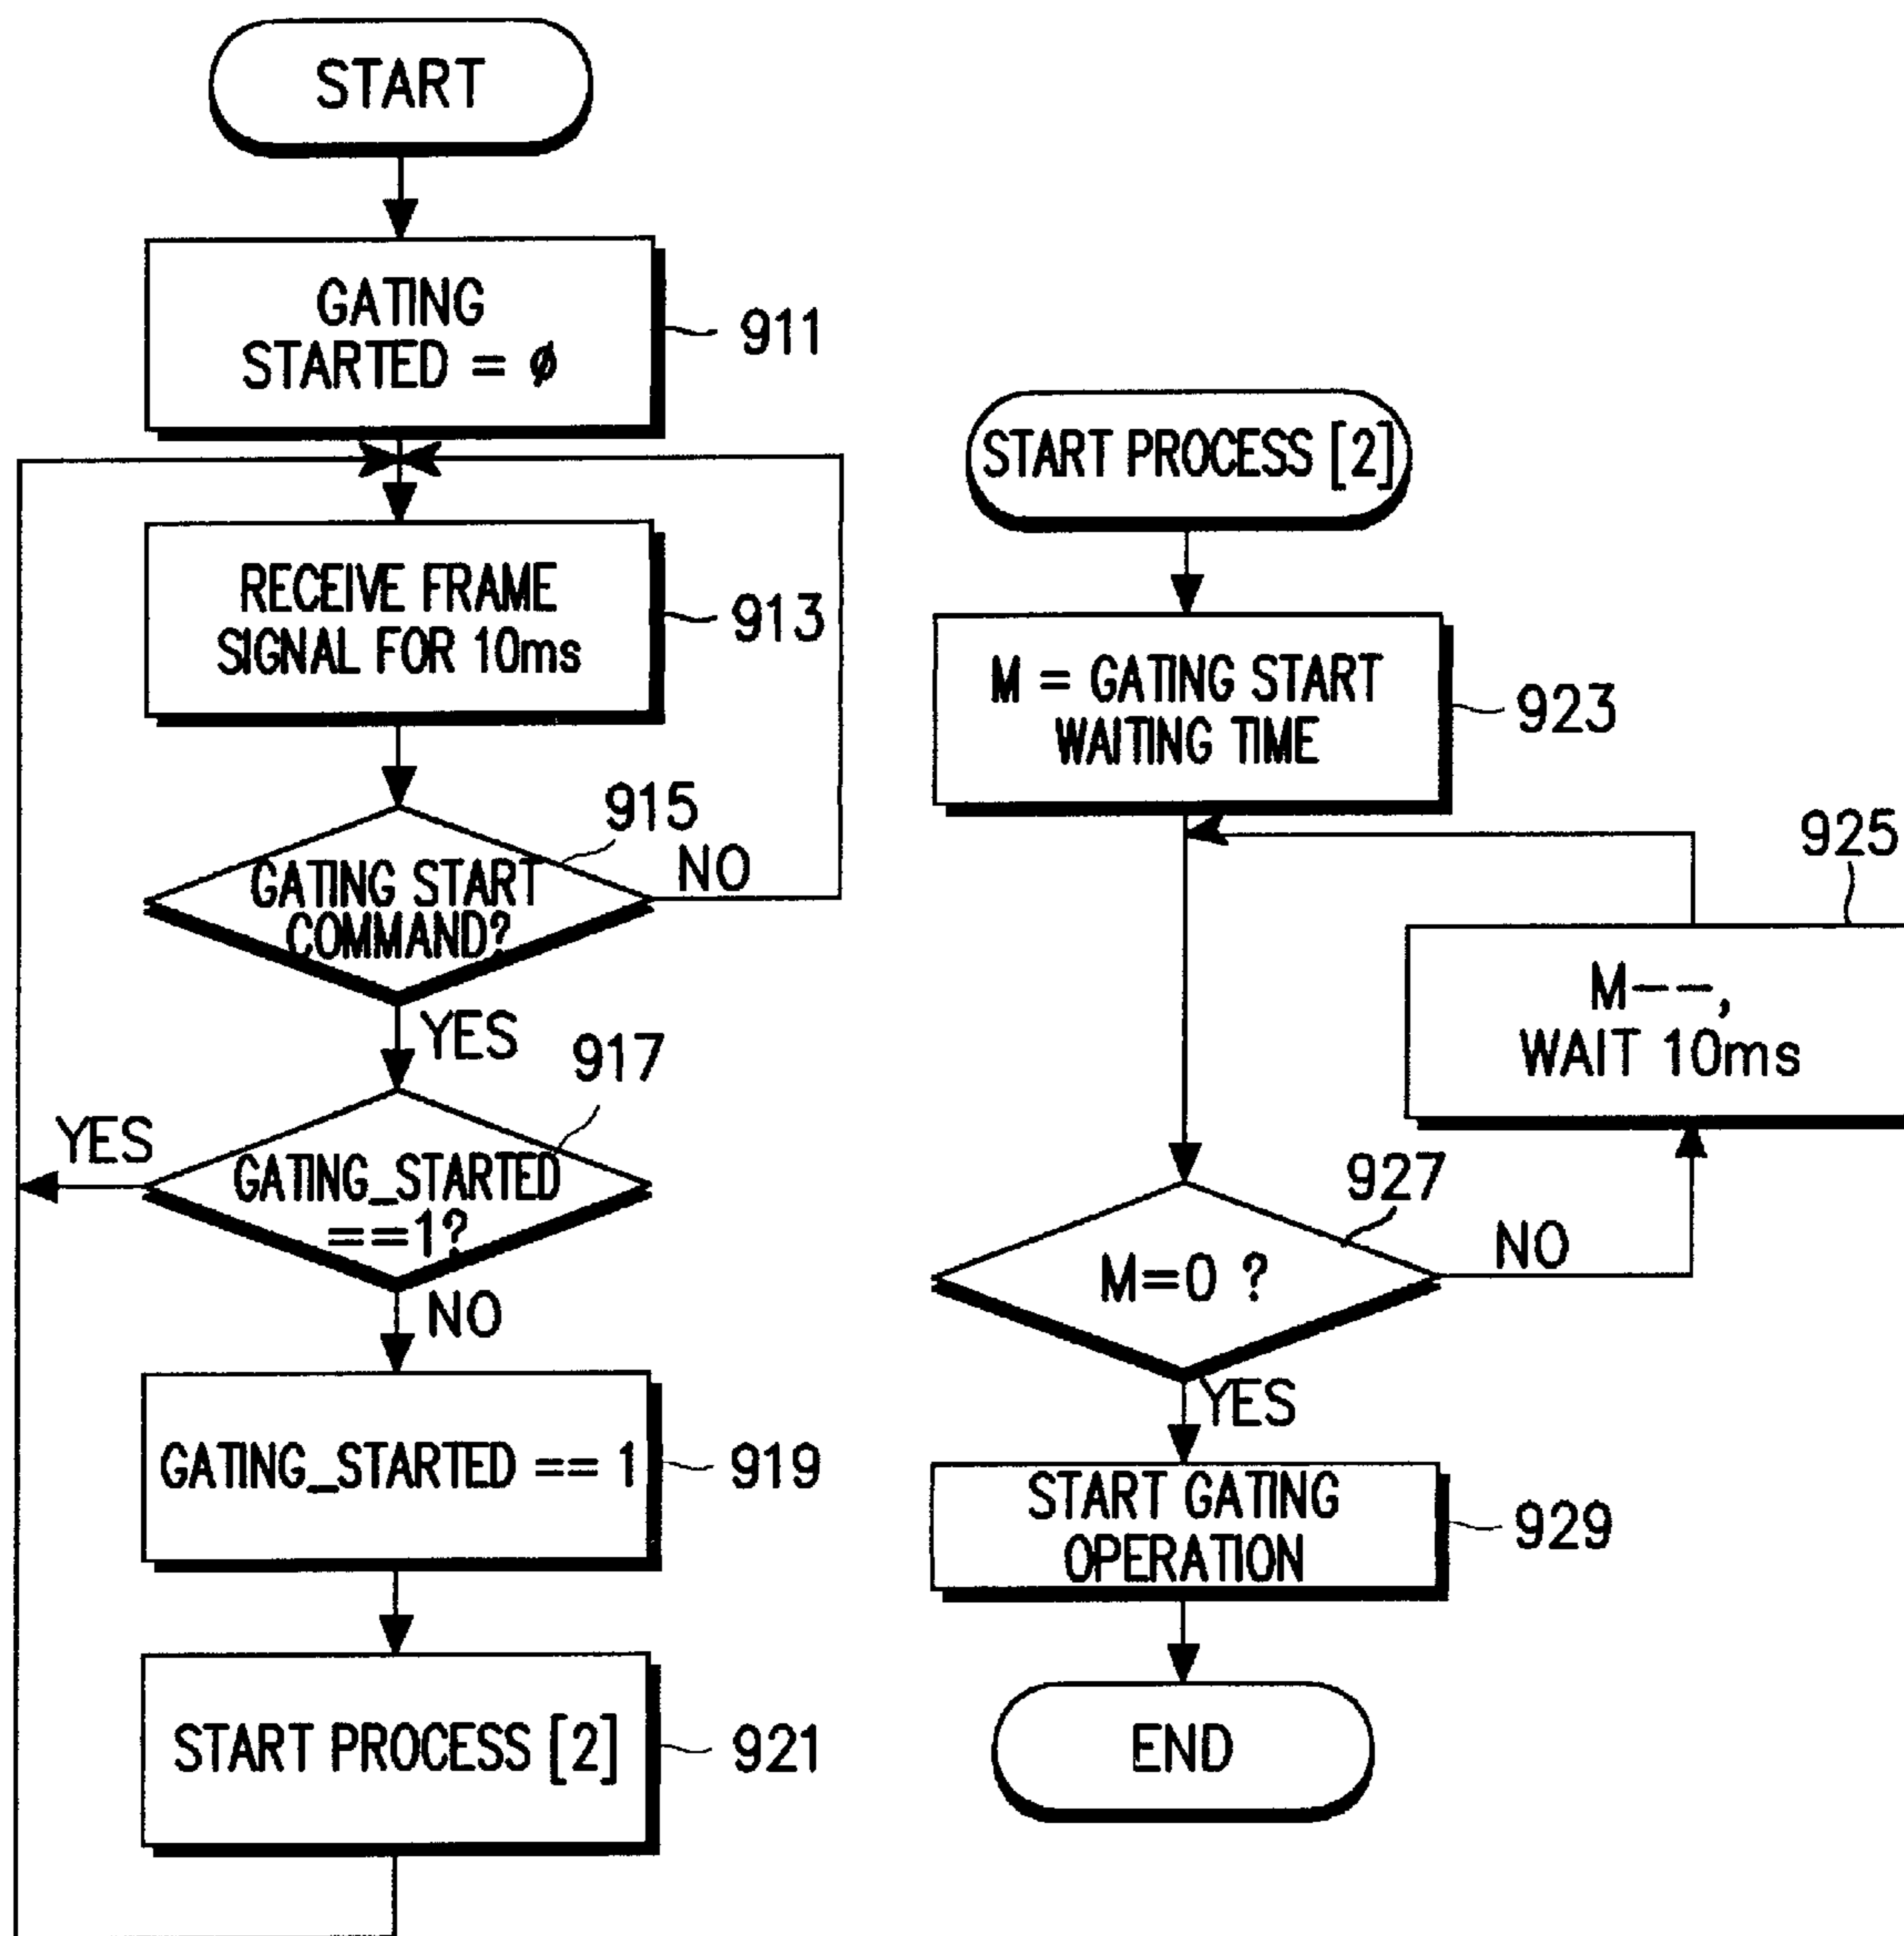 START
GATING
STARTED = ϕ
911
RECEIVE FRAME
SIGNAL FOR 10ms
913
915
GATING START
COMMAND?
NO
YES
917
YES
GATING_STARTED
==1?
NO
GATING_STARTED == 1
919
START PROCESS [2]
921
START PROCESS [2]
M = GATING START
WAITING TIME
923
925
M--,
WAIT 10ms
927
M=0 ?
NO
YES
START GATING
OPERATION
929
END